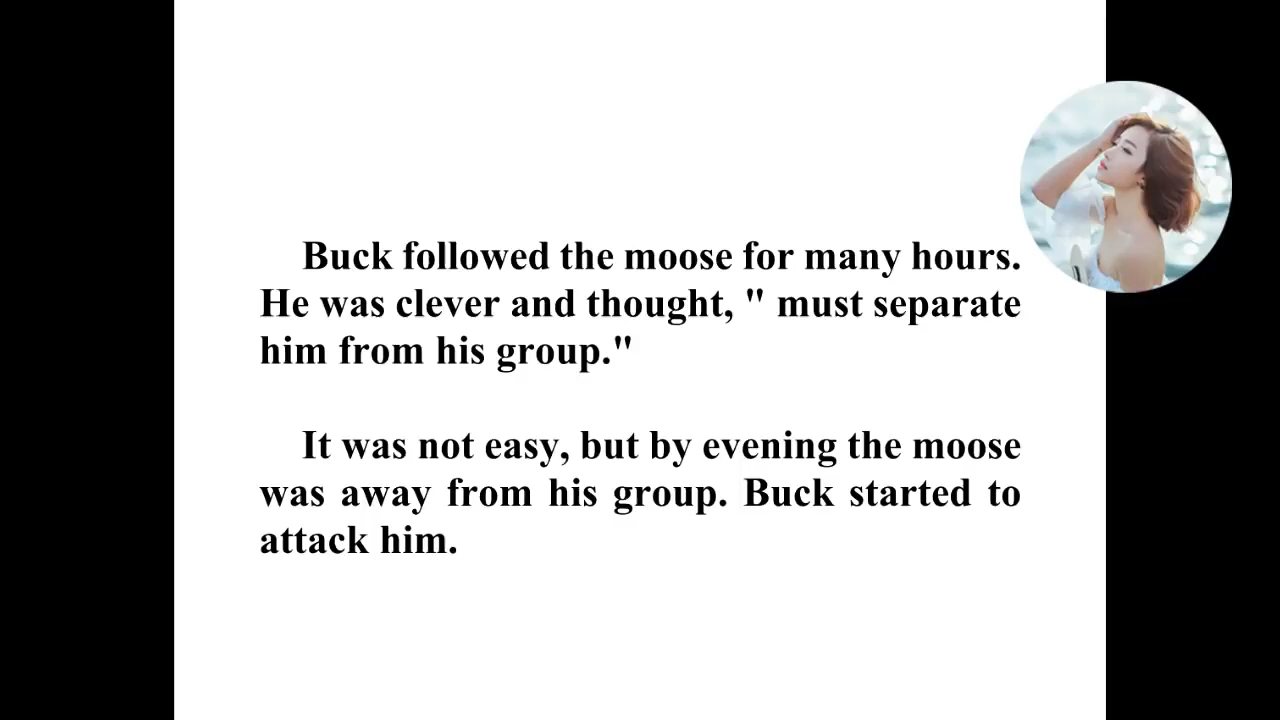 Buck followed the moose for many hours.
He was clever and thought, " must separate
him from his group."
It was not easy, but by evening the moose
was away from his group. Buck started to
attack him.